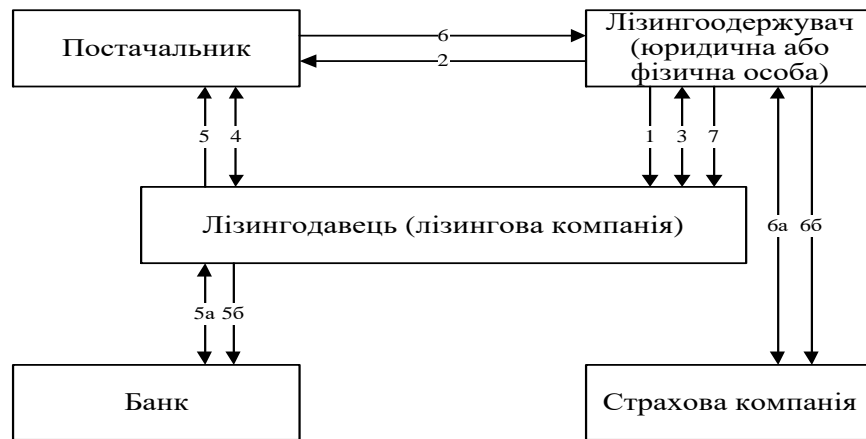 Постачальник
6
2
Лізингоодержувач
(юридична або
фізична особа)
5
4
1
3
7
Лізингодавець (лізингова компанія)
6а
6б
5а
5б
Банк
Страхова компанія